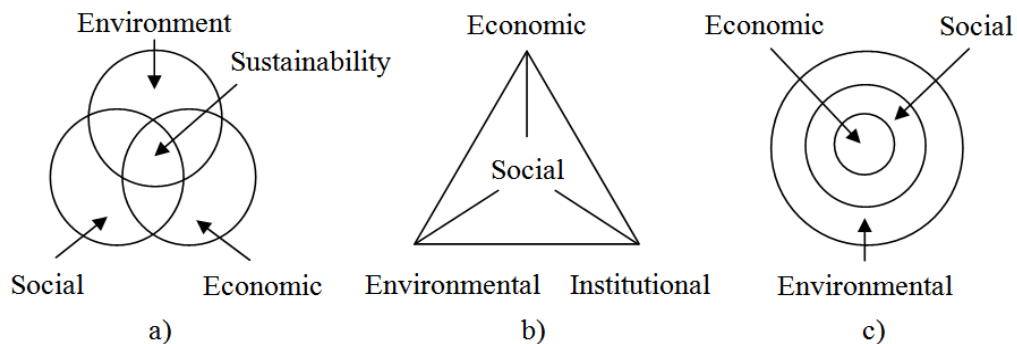 Environment
Sustainability
Social
Economic
a)
Economic
Social
Environmental
Institutional
b)
Economic
Social
Environmental
c)